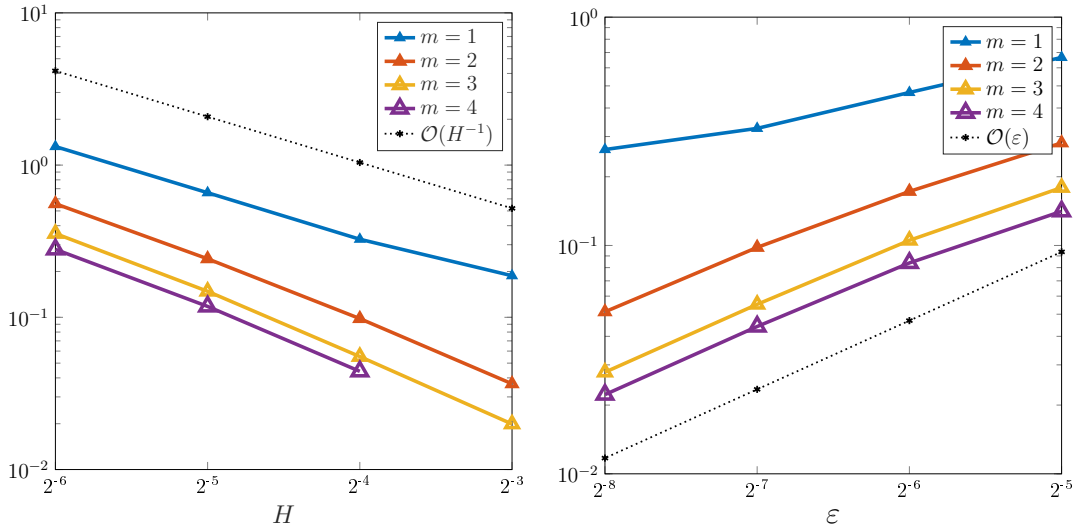 10^1
10^0
10^-1
10^-2
2^-6
2^-5
2^-4
2^-3
H
m = 1
m = 2
m = 3
m = 4
O(H^-1)
10^0
10^-1
10^-2
2^-8
2^-7
2^-6
2^-5
ε
m = 1
m = 2
m = 3
m = 4
O(ε)